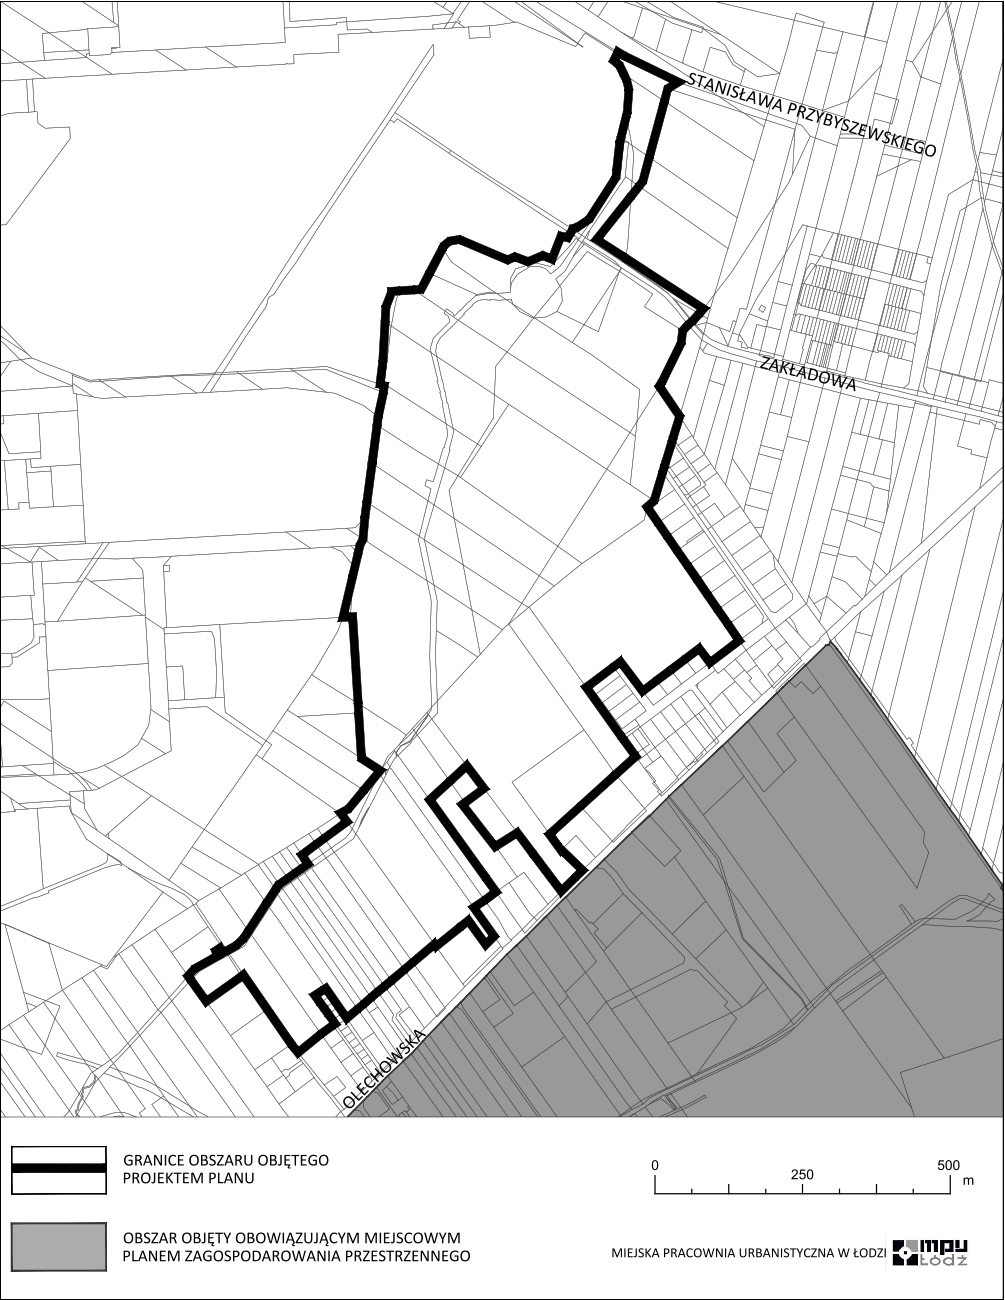 STANISŁAWA PRZYBYSZEWSKIEGO
ZAKŁADOWA
OLECHOWSKA
GRANICE OBSZARU OBJĘTEGO
PROJEKTEM PLANU
0 250 500
m
OBSZAR OBJĘTY OBOWIĄZUJĄCYM MIEJSCOWYM
PLANEM ZAGOSPODAROWANIA PRZESTRZENNEGO
MIEJSKA PRACOWNIA URBANISTYCZNA W ŁODZI
mpu
Łódź